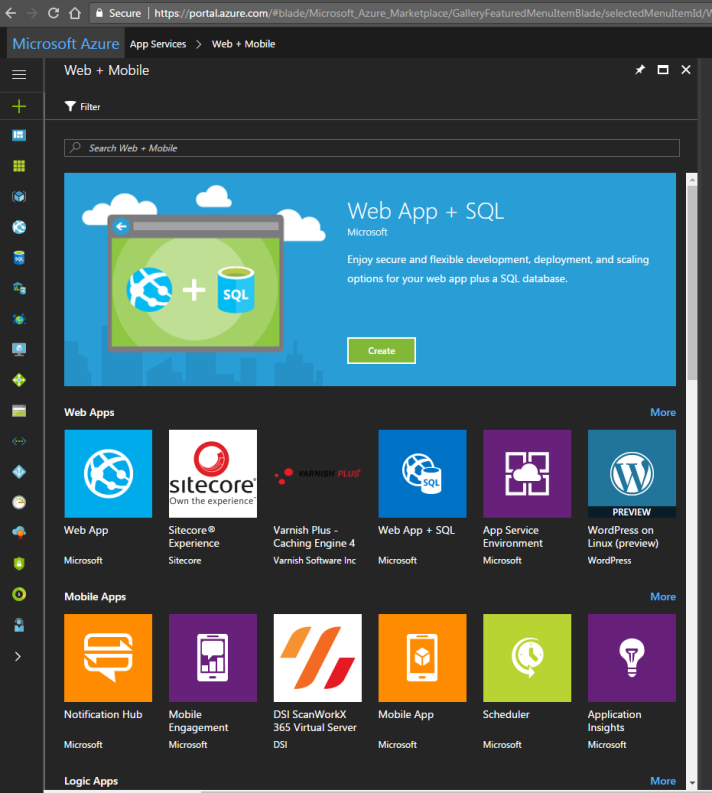 Secure
https://portal.azure.com/#blade/Microsoft_Azure_Marketplace/GalleryFeaturedMenuItemBlade/selectedMenuItemId/W
Microsoft Azure App Services > Web + Mobile
Web + Mobile
Filter
Search Web + Mobile
Web App + SQL
Microsoft
Enjoy secure and flexible development, deployment, and scaling
options for your web app plus a SQL database.
SQL
Create
Web Apps More
sitecore®
Own the experience™
VARNISH PLUS
SQL
PREVIEW
Web App
Microsoft
Sitecore®
Experience
Sitecore
Varnish Plus -
Caching Engine 4
Varnish Software Inc
Web App + SQL
Microsoft
App Service
Environment
Microsoft
WordPress on
Linux (preview)
WordPress
Mobile Apps More
Notification Hub
Microsoft
Mobile
Engagement
Microsoft
DSI ScanWorkX
365 Virtual Server
DSI
Mobile App
Microsoft
Scheduler
Microsoft
Application
Insights
Microsoft
Logic Apps More